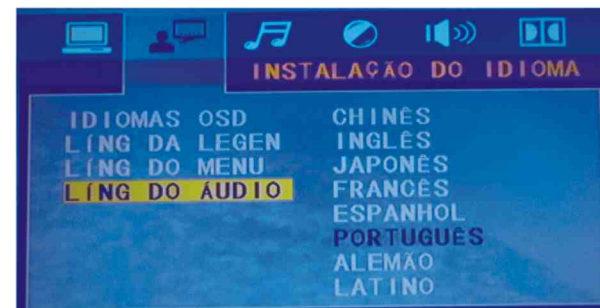 INSTALAÇÃO DO IDIOMA
IDIOMAS OSD
LÍNG DA LEGEN
LÍNG DO MENU
LÍNG DO ÁUDIO
CHINÊS
INGLÊS
JAPONÊS
FRANCÊS
ESPANHOL
PORTUGUÊS
ALEMÃO
LATINO